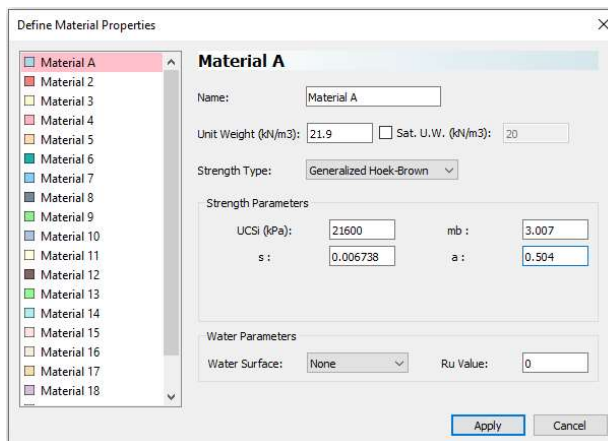 Define Material Properties
Material A
Material 2
Material 3
Material 4
Material 5
Material 6
Material 7
Material 8
Material 9
Material 10
Material 11
Material 12
Material 13
Material 14
Material 15
Material 16
Material 17
Material 18
Material A
Name: Material A
Unit Weight (kN/m3): 21.9 Sat. U.W. (kN/m3): 20
Strength Type: Generalized Hoek-Brown
Strength Parameters
UCSi (kPa): 21600 mb : 3.007
s : 0.006738 a : 0.504
Water Parameters
Water Surface: None Ru Value: 0
Apply Cancel